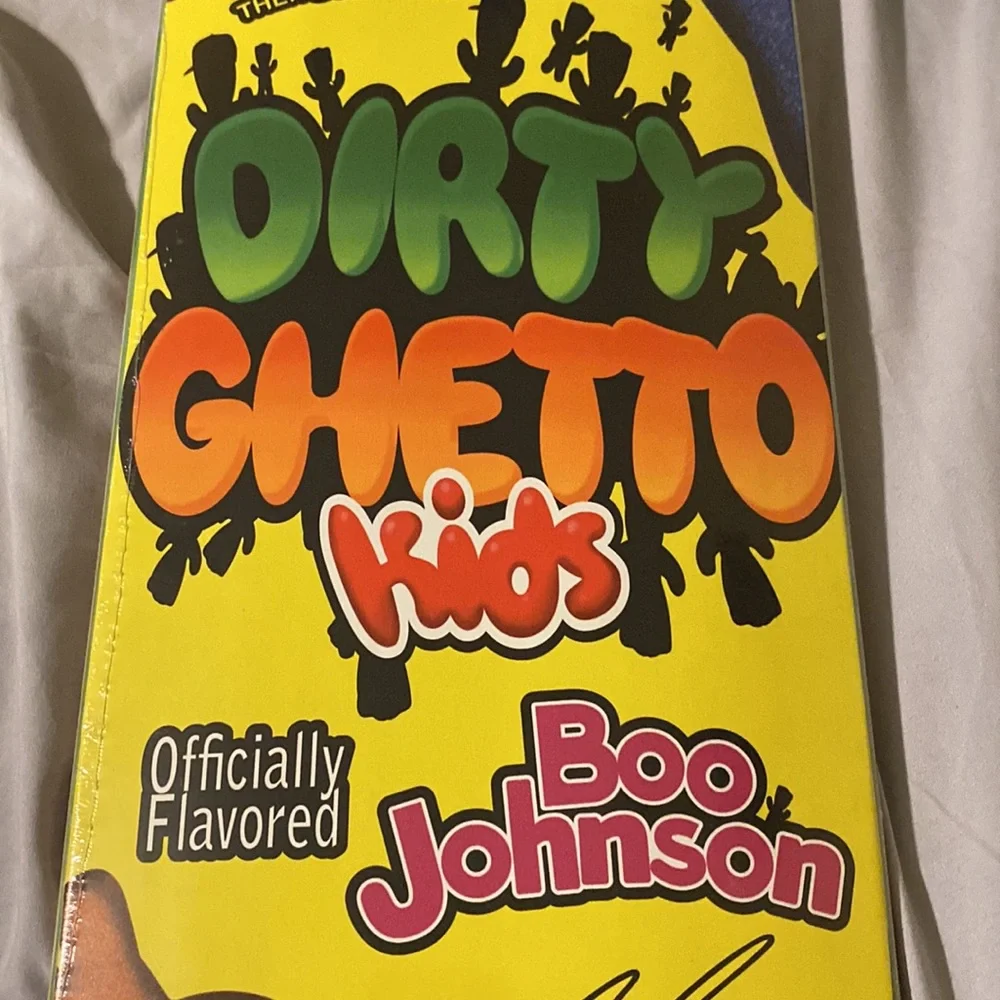 DIRTY
GHETTO
Kids
Officially
Flavored
Boo
Johnson